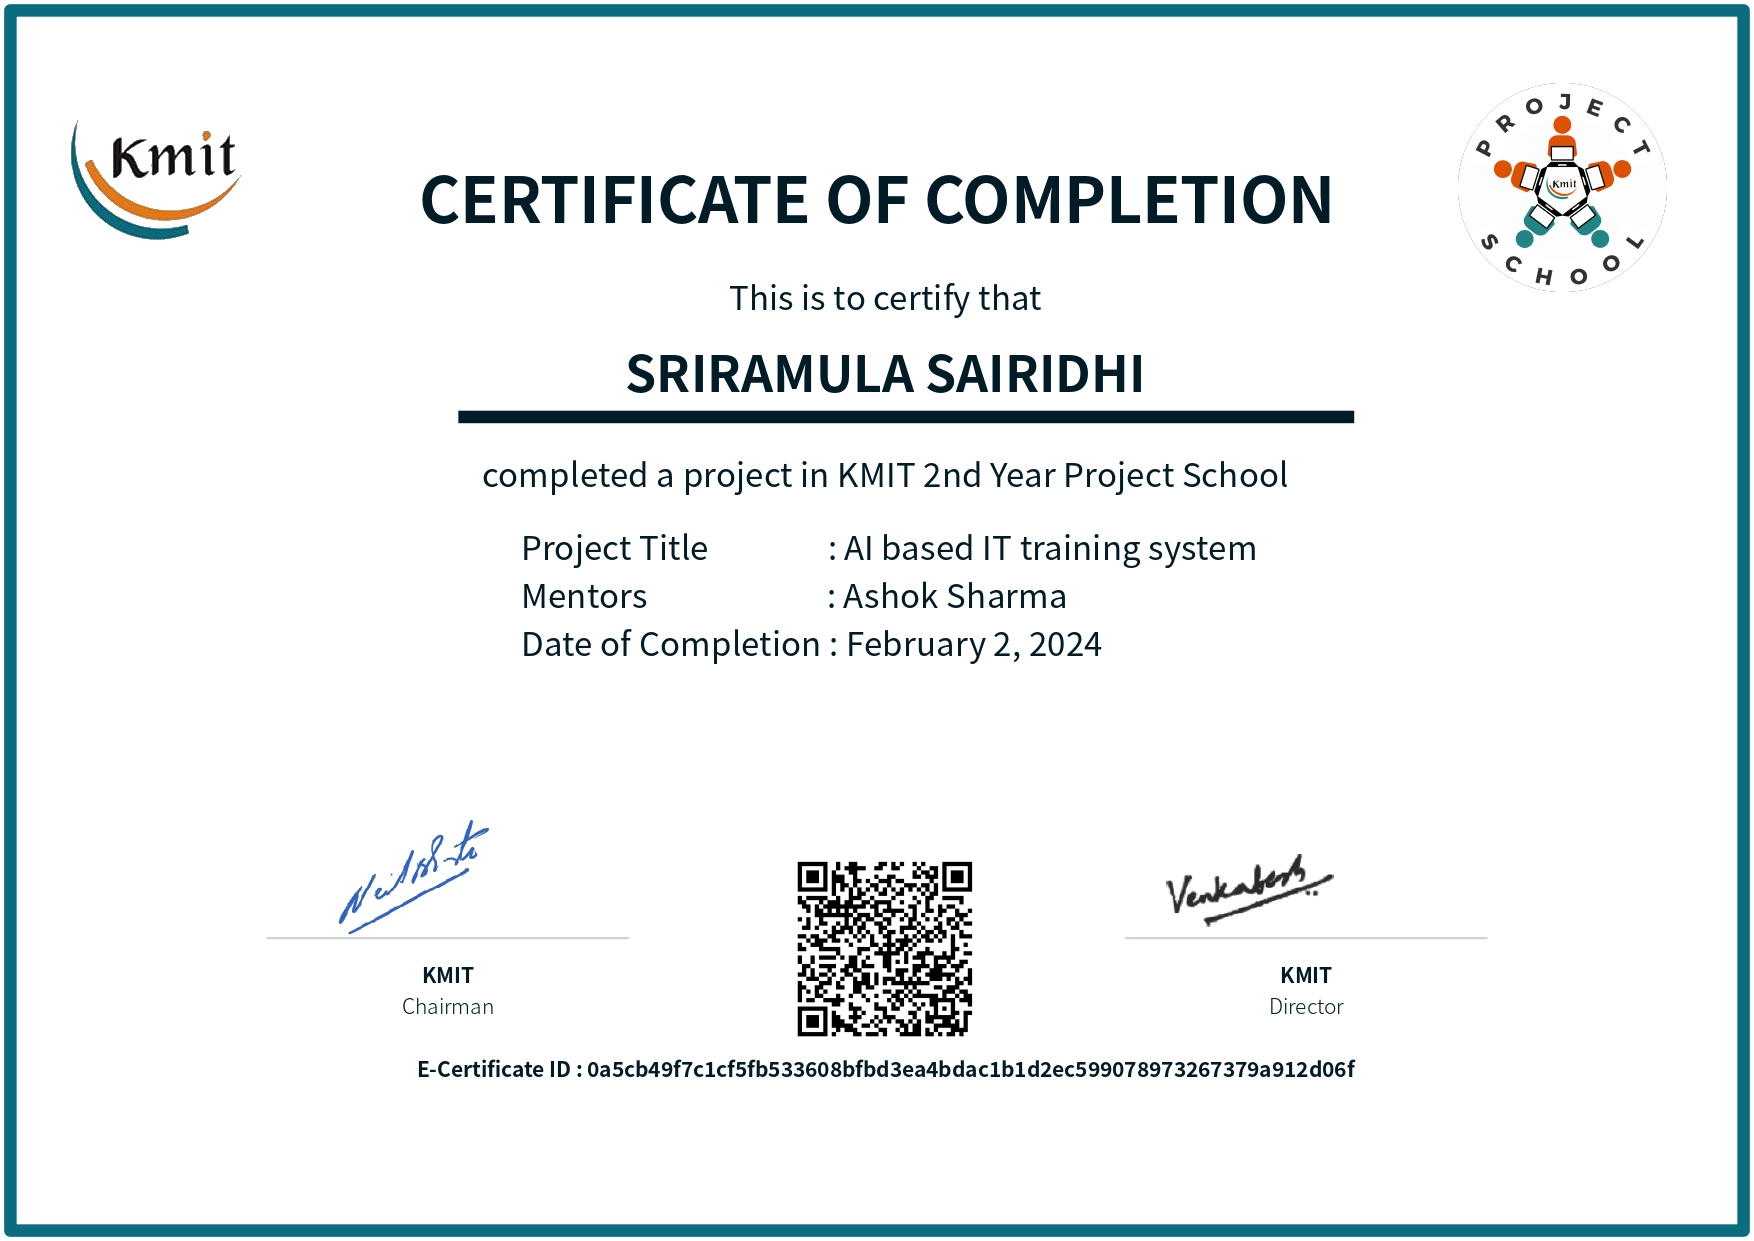 Kmit
PROJECT
Kmit
SCHOOL
CERTIFICATE OF COMPLETION
This is to certify that
SRIRAMULA SAIRIDHI
completed a project in KMIT 2nd Year Project School
Project Title : AI based IT training system
Mentors : Ashok Sharma
Date of Completion : February 2, 2024
Venkatesh
KMIT
Chairman
KMIT
Director
E-Certificate ID : 0a5cb49f7c1cf5fb533608bfbd3ea4bdac1b1d2ec599078973267379a912d06f